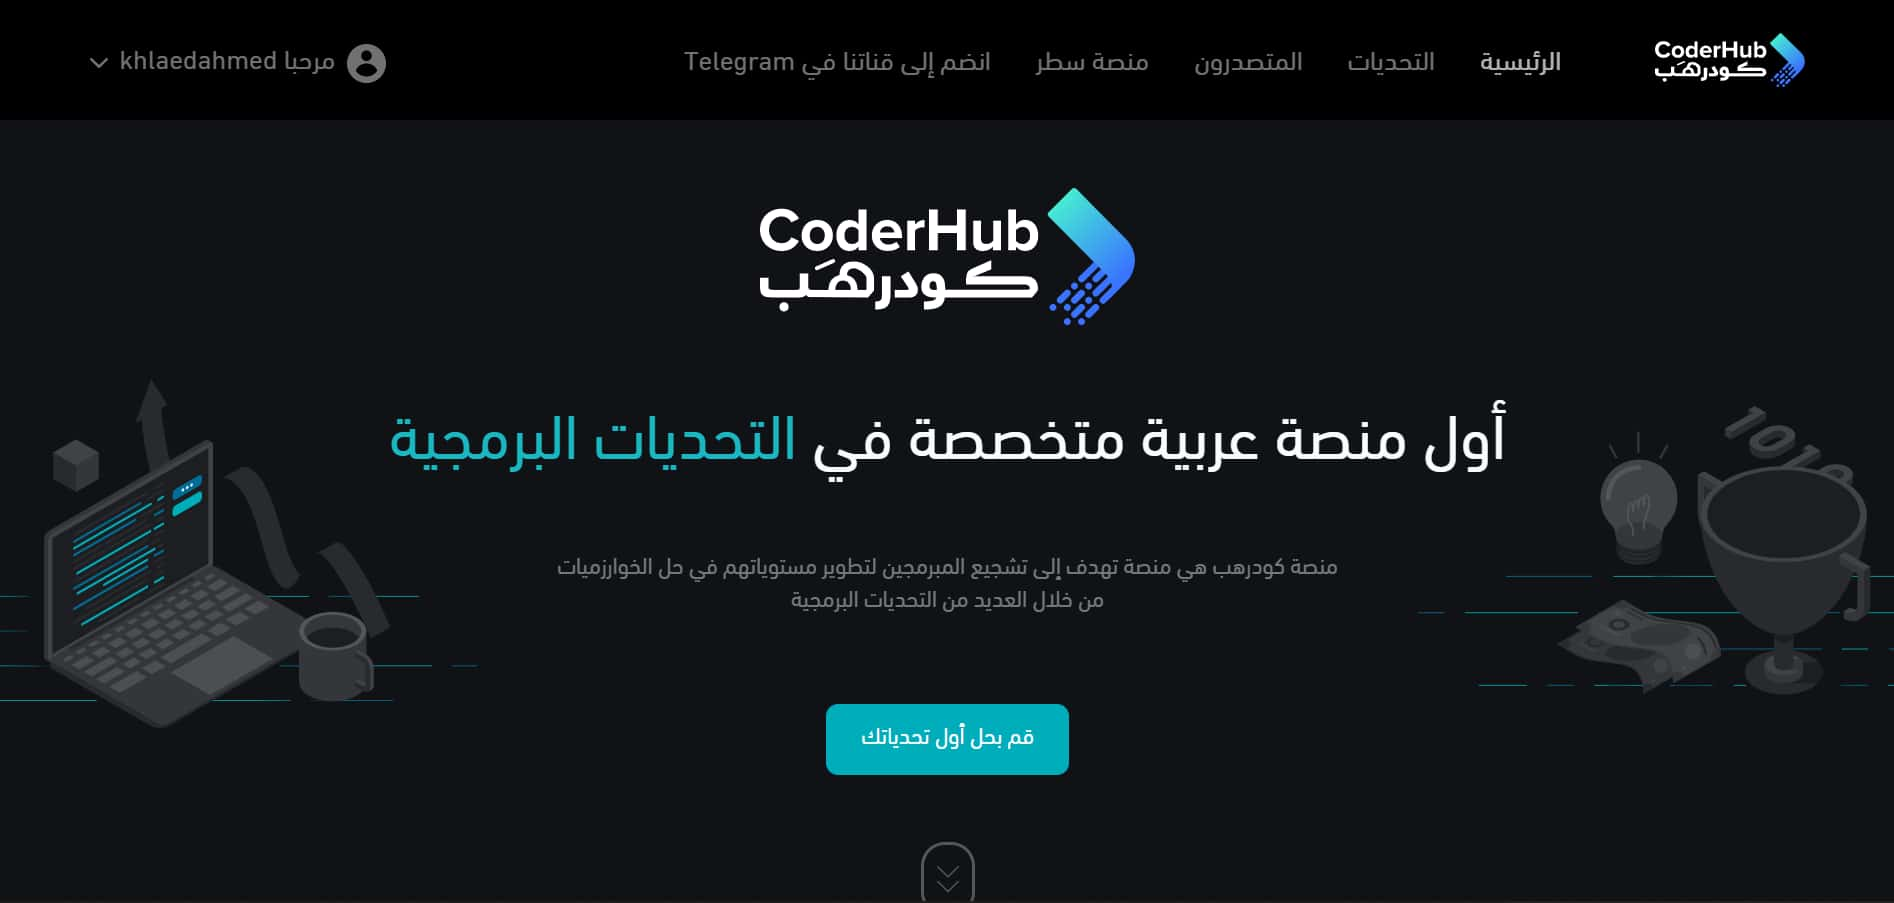 CoderHub
كودرهَب
الرئيسية
التحديات
المتصدرون
منصة سطر
انضم إلى قناتنا في Telegram
مرحبا khlaedahmed
CoderHub
كودرهَب
أول منصة عربية متخصصة في التحديات البرمجية
منصة كودرهب هي منصة تهدف إلى تشجيع المبرمجين لتطوير مستوياتهم في حل الخوارزميات
من خلال العديد من التحديات البرمجية
قم بحل أول تحدياتك
1010